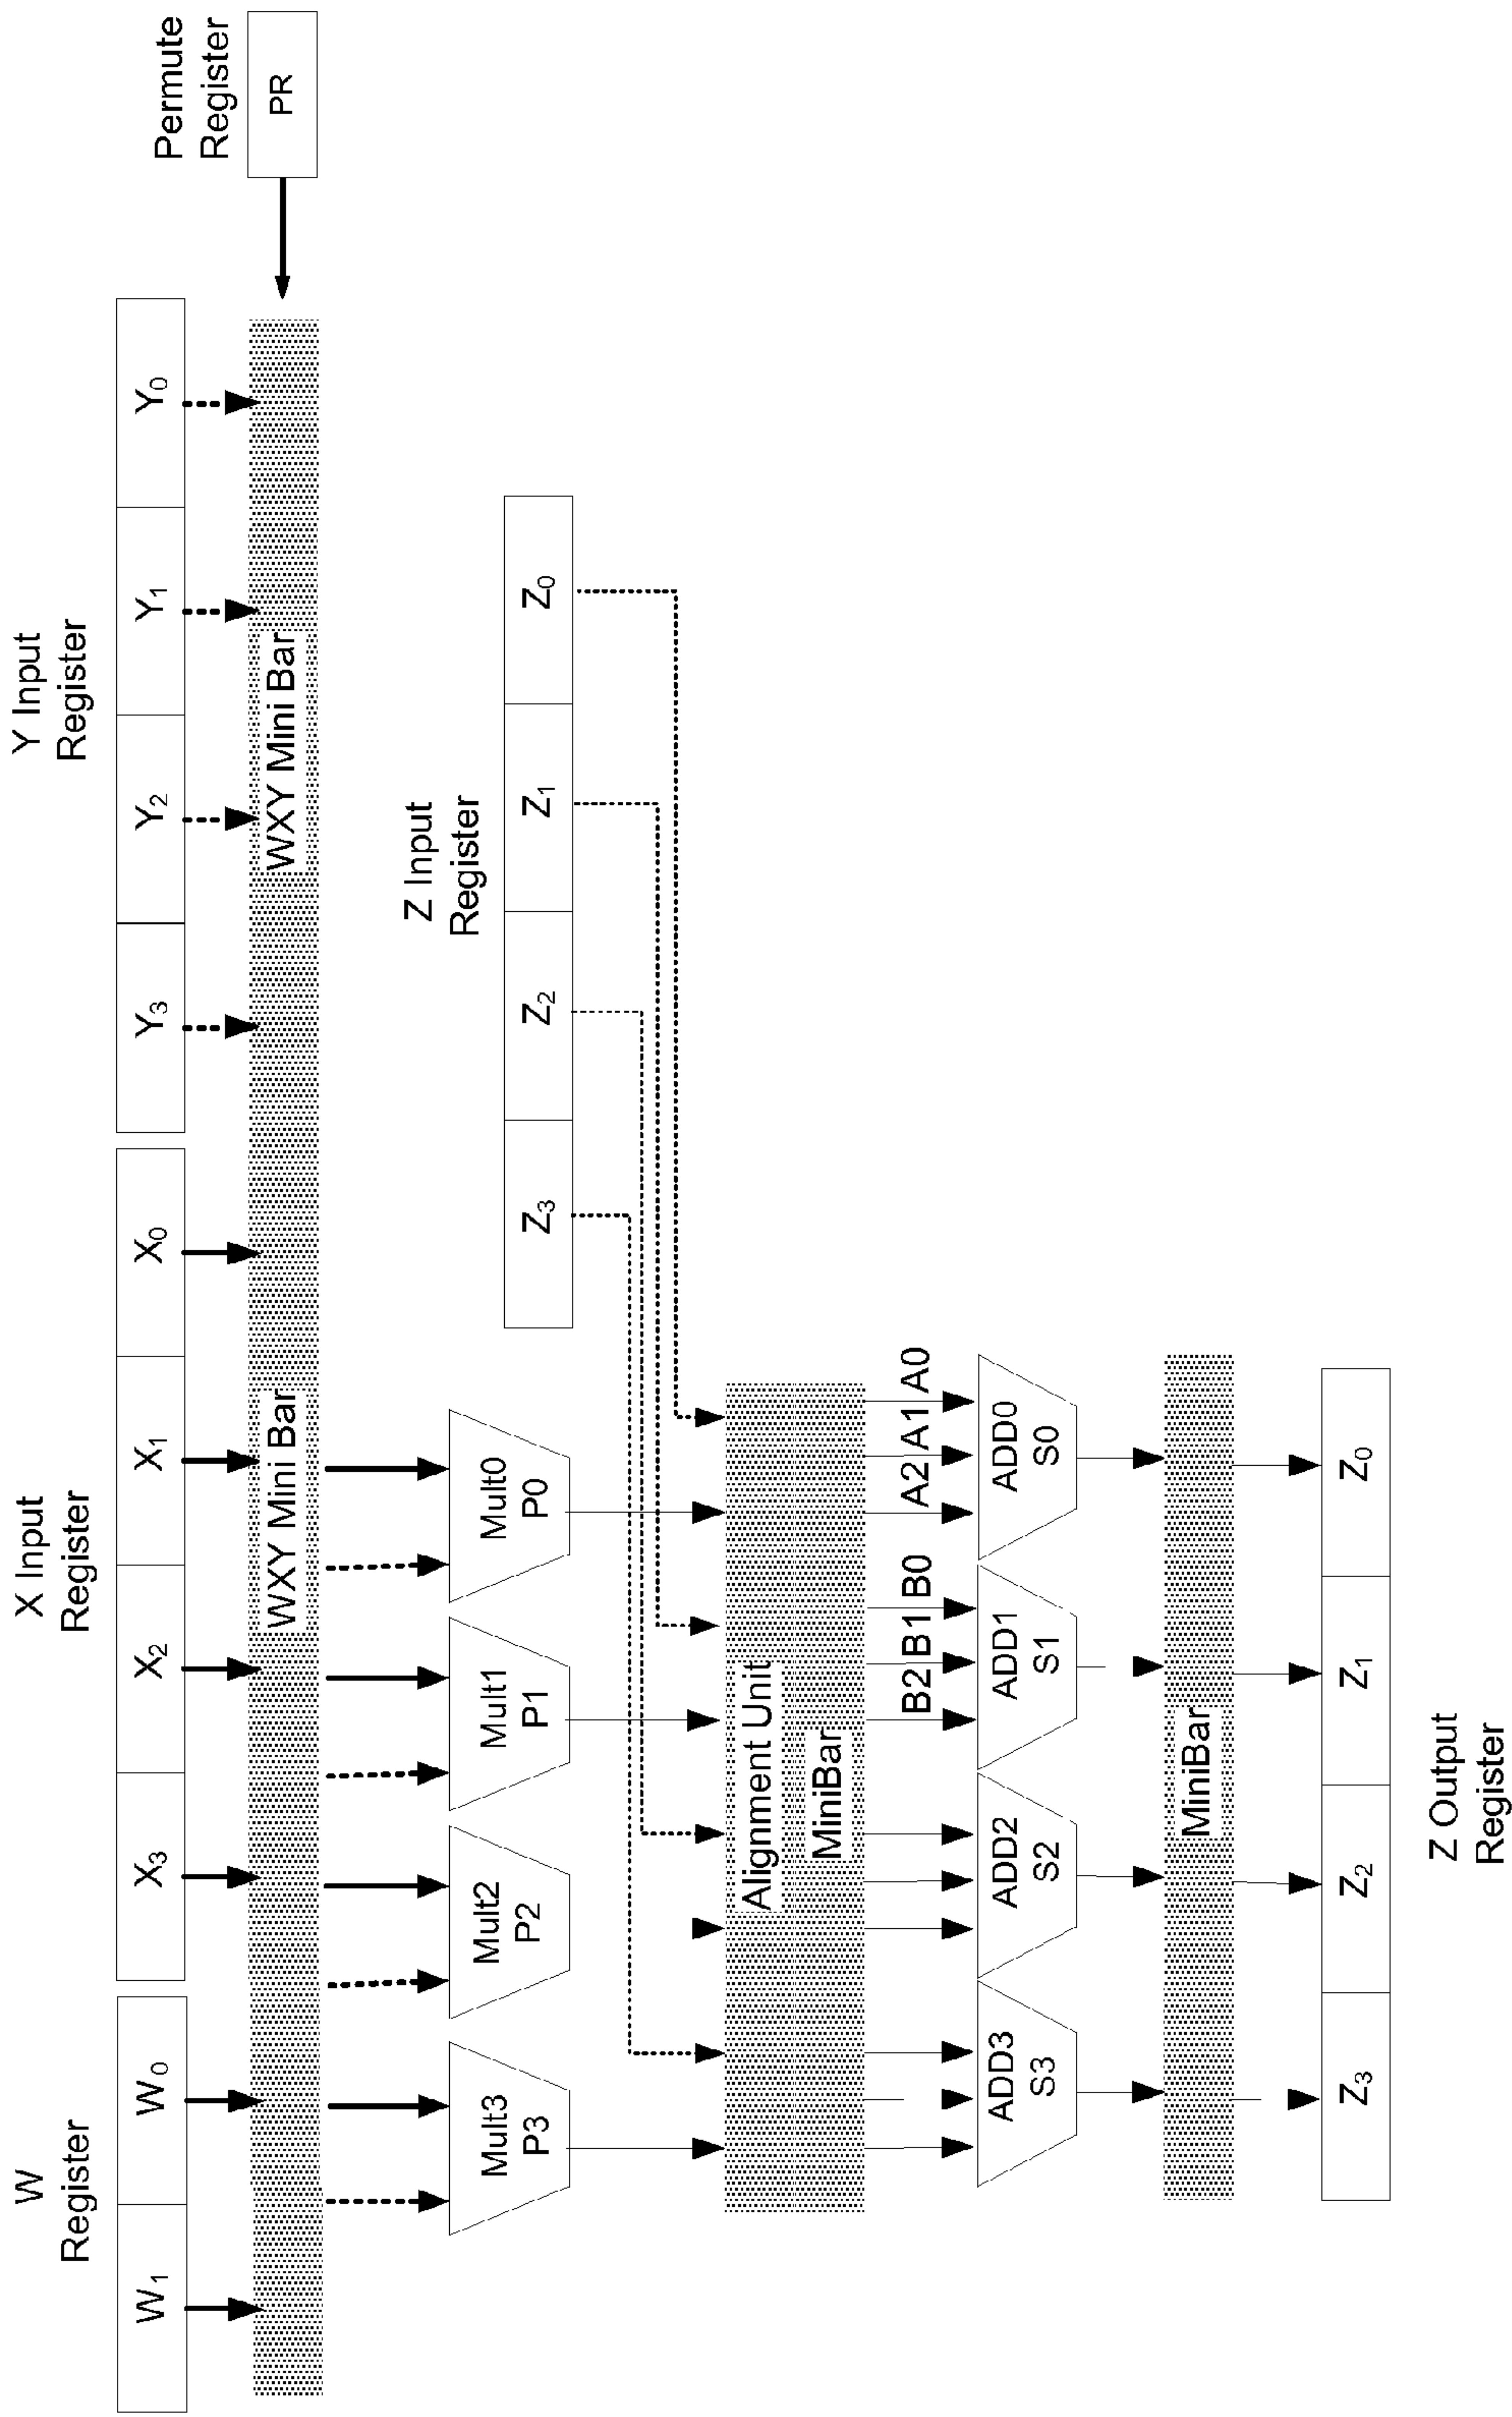 W
Register
X Input
Register
Y Input
Register
Permute
Register
W₁ W₀
X₃ X₂ X₁ X₀
Y₃ Y₂ Y₁ Y₀
PR
WXY Mini Bar
WXY Mini Bar
Z Input
Register
Z₃ Z₂ Z₁ Z₀
Mult3
P3
Mult2
P2
Mult1
P1
Mult0
P0
Alignment Unit
MiniBar
B2 B1 B0
A2 A1 A0
ADD3
S3
ADD2
S2
ADD1
S1
ADD0
S0
MiniBar
Z₃ Z₂ Z₁ Z₀
Z Output
Register